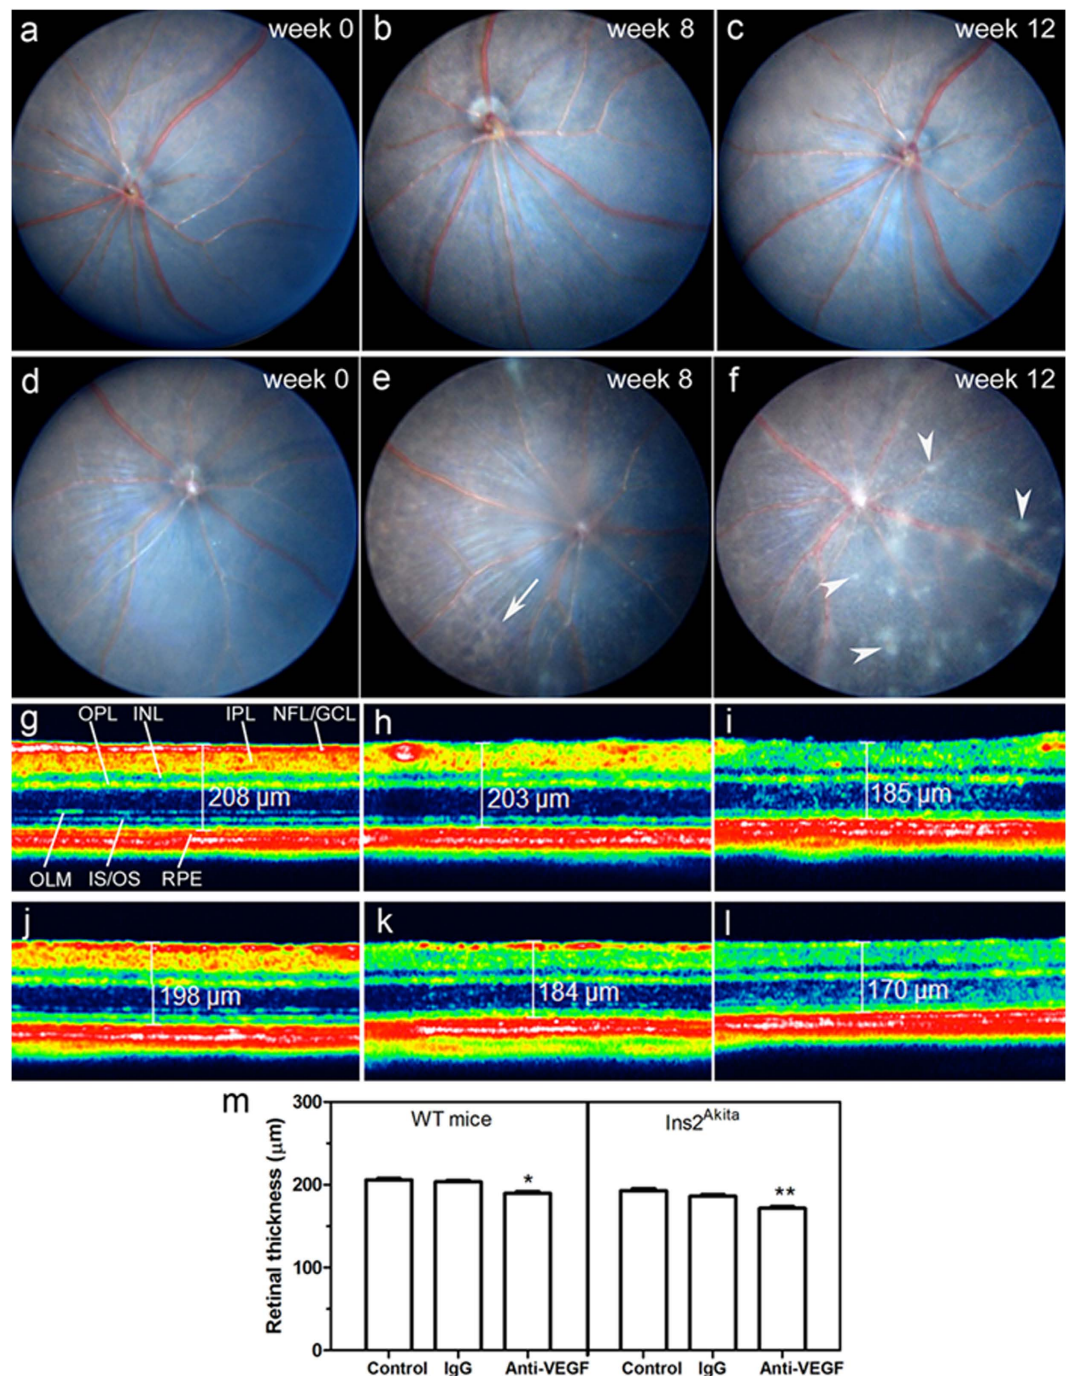 a week 0 b week 8 c week 12
d week 0 e week 8 f week 12
g OPL INL IPL NFL/GCL h i
208 µm 203 µm 185 µm
OLM IS/OS RPE
j k l
198 µm 184 µm 170 µm
m
300 WT mice Ins2Akita
200 * **
100
0
Retinal thickness (µm)
Control IgG Anti-VEGF Control IgG Anti-VEGF